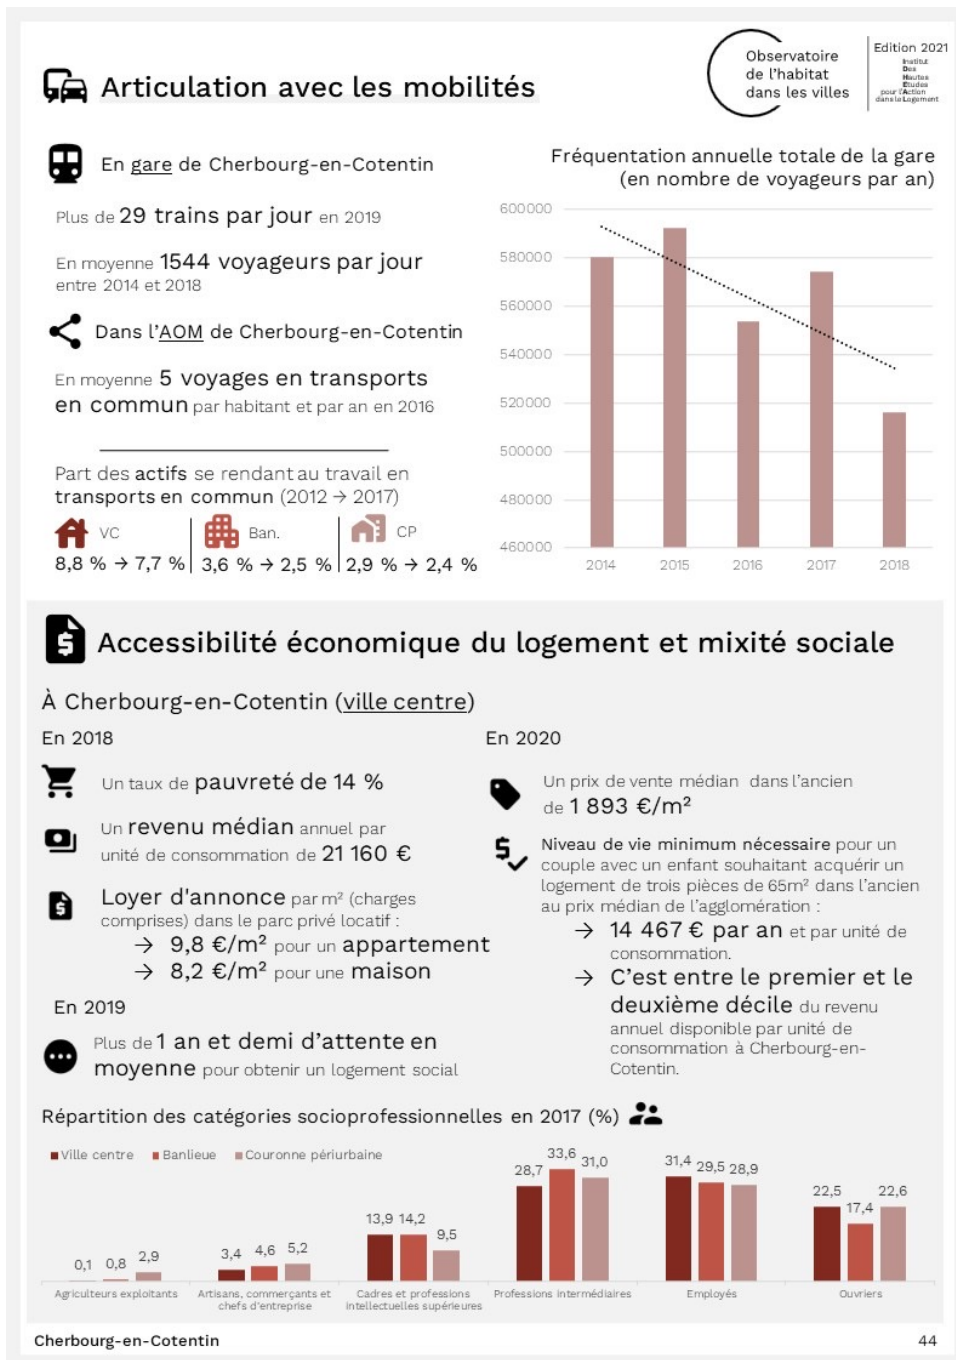 Articulation avec les mobilités
Observatoire
de l'habitat
dans les villes
Edition 2021
Institut
Des
Hautes
Études
pour l'Action
dans le Logement
En gare de Cherbourg-en-Cotentin
Plus de 29 trains par jour en 2019
En moyenne 1544 voyageurs par jour
entre 2014 et 2018
Dans l'AOM de Cherbourg-en-Cotentin
En moyenne 5 voyages en transports
en commun par habitant et par an en 2016
Part des actifs se rendant au travail en
transports en commun (2012 → 2017)
VC
8,8 % → 7,7 %
Ban.
3,6 % → 2,5 %
CP
2,9 % → 2,4 %
Fréquentation annuelle totale de la gare
(en nombre de voyageurs par an)
600000
580000
560000
540000
520000
500000
480000
460000
2014 2015 2016 2017 2018
Accessibilité économique du logement et mixité sociale
À Cherbourg-en-Cotentin (ville centre)
En 2018
Un taux de pauvreté de 14 %
Un revenu médian annuel par
unité de consommation de 21 160 €
Loyer d'annonce par m² (charges
comprises) dans le parc privé locatif :
→ 9,8 €/m² pour un appartement
→ 8,2 €/m² pour une maison
En 2019
Plus de 1 an et demi d'attente en
moyenne pour obtenir un logement social
En 2020
Un prix de vente médian dans l'ancien
de 1 893 €/m²
Niveau de vie minimum nécessaire pour un
couple avec un enfant souhaitant acquérir un
logement de trois pièces de 65m² dans l'ancien
au prix médian de l'agglomération :
→ 14 467 € par an et par unité de
consommation.
→ C'est entre le premier et le
deuxième décile du revenu
annuel disponible par unité de
consommation à Cherbourg-en-
Cotentin.
Répartition des catégories socioprofessionnelles en 2017 (%)
Ville centre Banlieue Couronne périurbaine
0,1 0,8 2,9
3,4 4,6 5,2
13,9 14,2 9,5
28,7 33,6 31,0
31,4 29,5 28,9
22,5 17,4 22,6
Agriculteurs exploitants
Artisans, commerçants et
chefs d'entreprise
Cadres et professions
intellectuelles supérieures
Professions intermédiaires
Employés
Ouvriers
Cherbourg-en-Cotentin
44